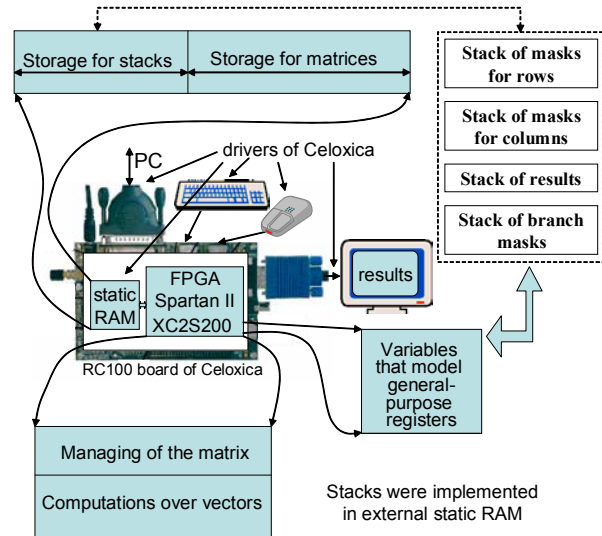 Storage for stacks
Storage for matrices
Stack of masks
for rows
Stack of masks
for columns
Stack of results
Stack of branch
masks
PC
drivers of Celoxica
static
RAM
FPGA
Spartan II
XC2S200
results
RC100 board of Celoxica
Variables
that model
general-
purpose
registers
Managing of the matrix
Computations over vectors
Stacks were implemented
in external static RAM